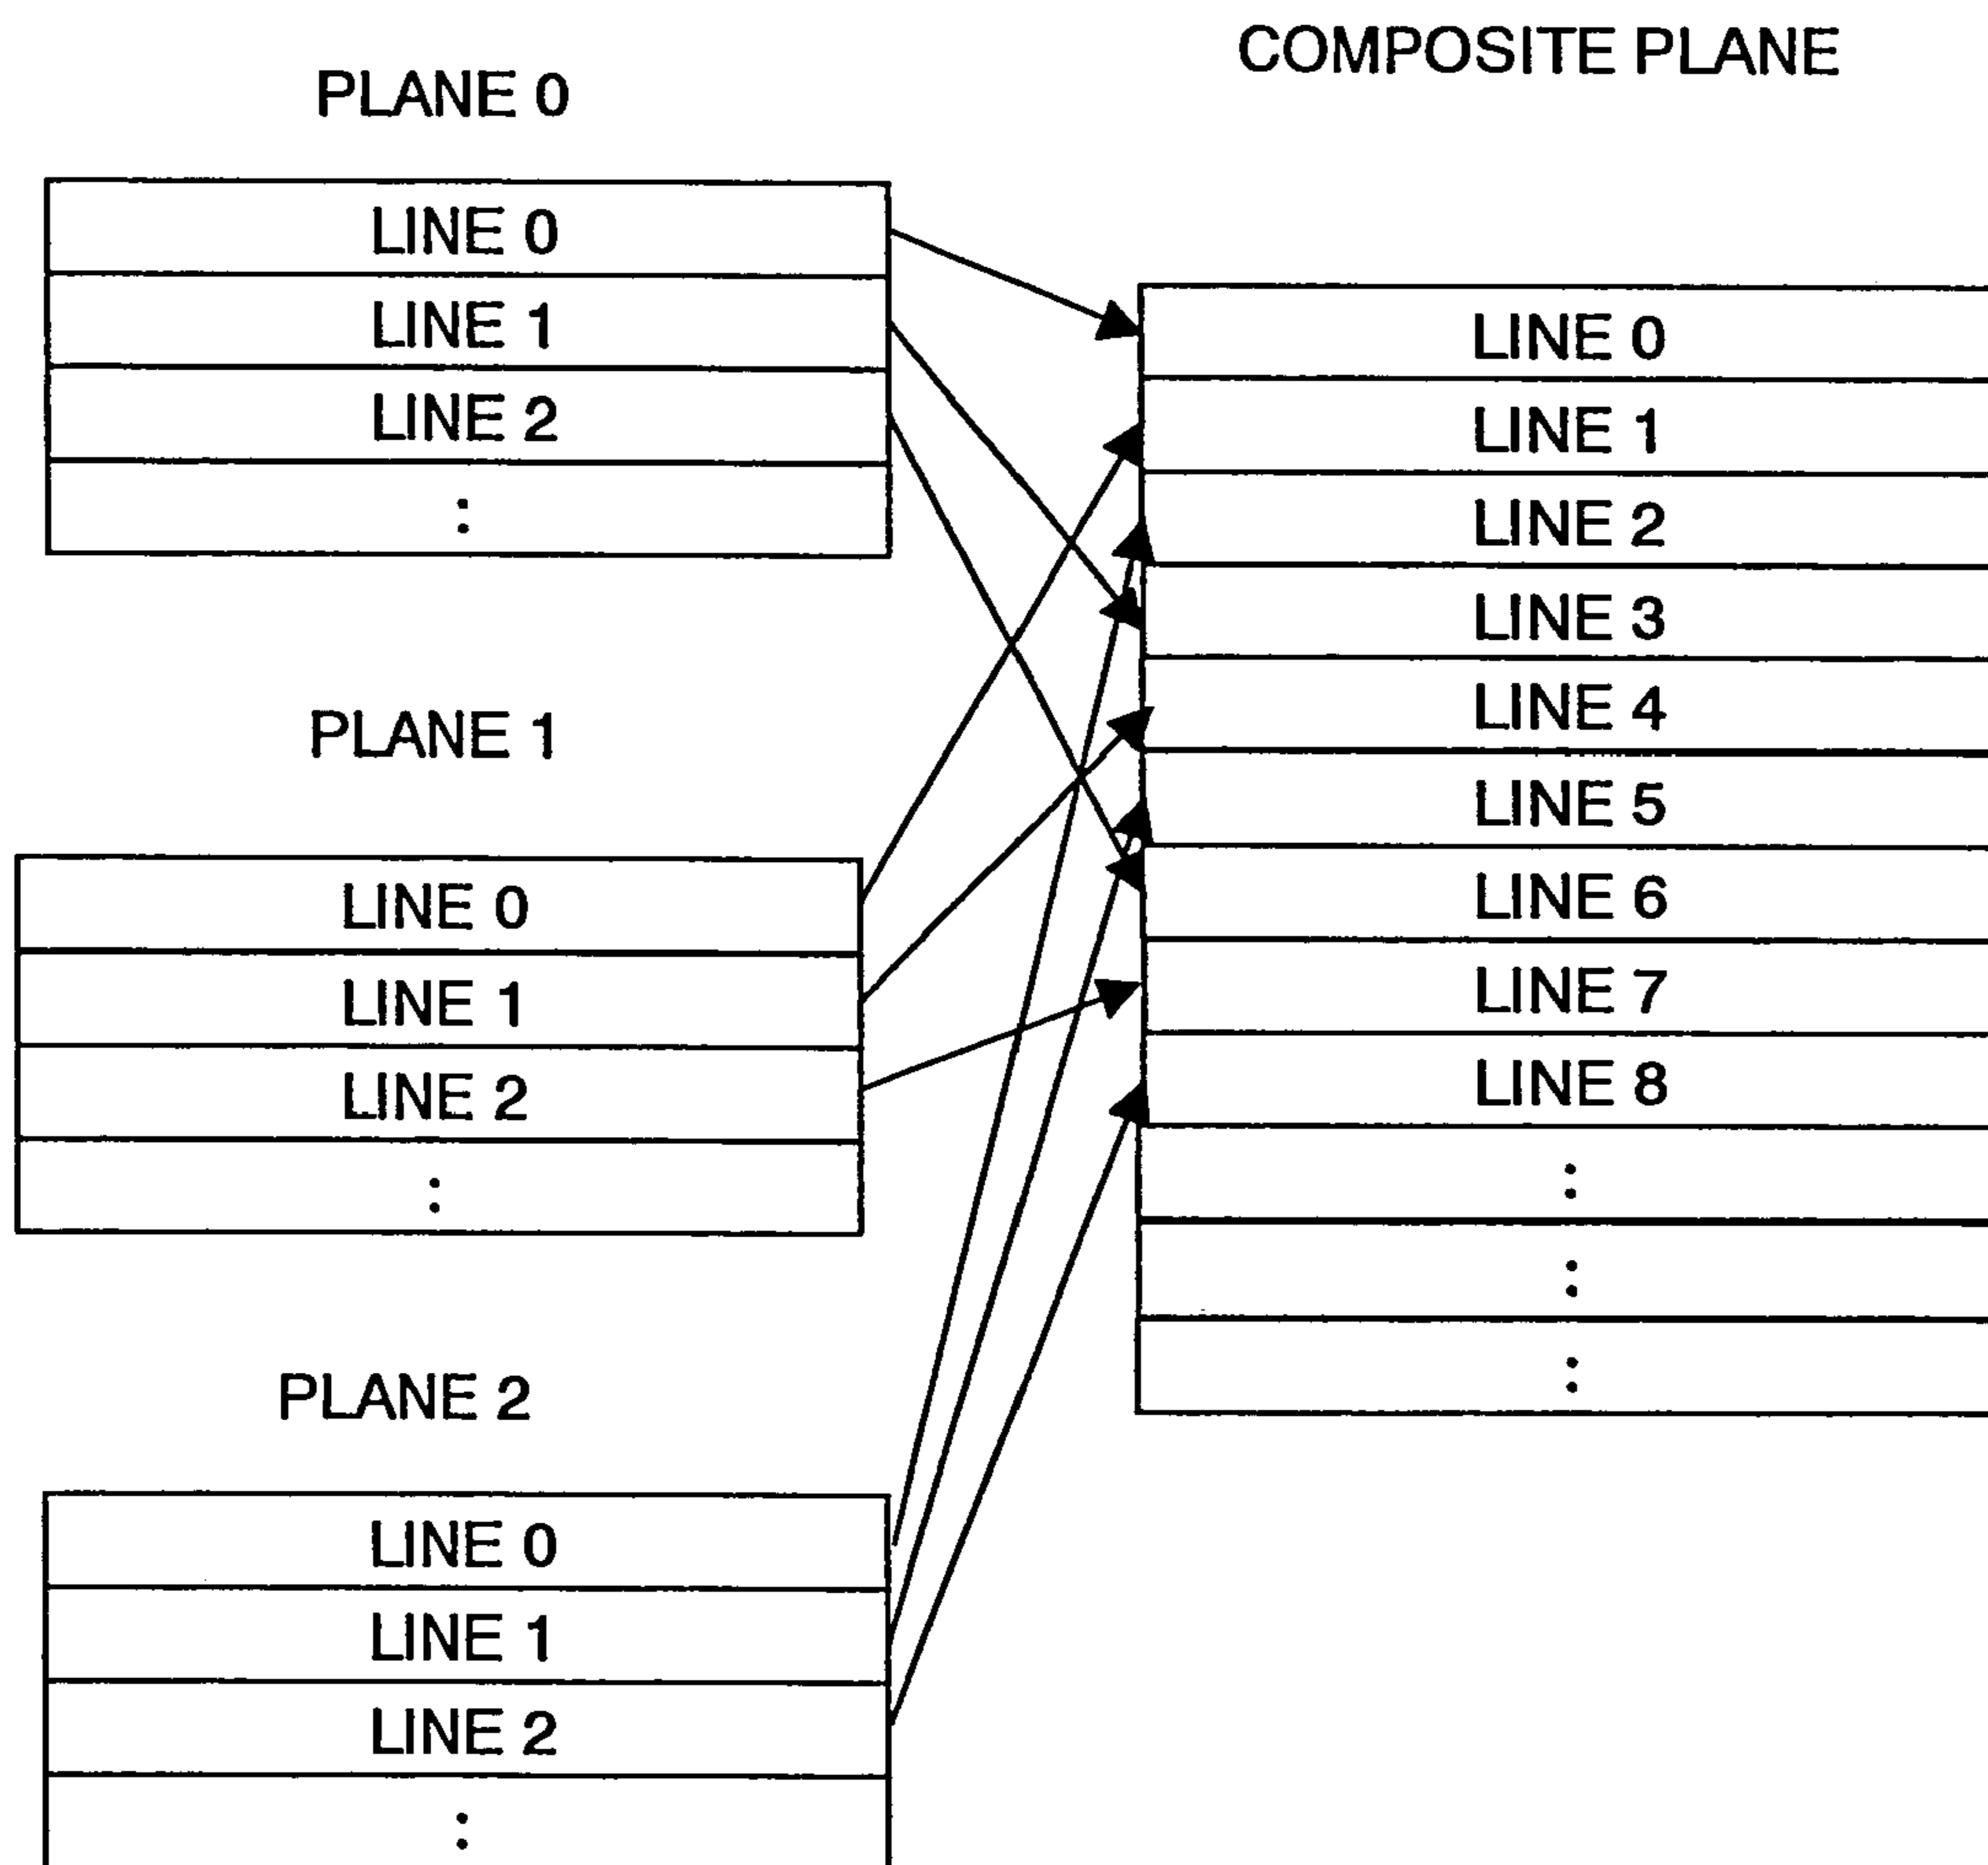 COMPOSITE PLANE
PLANE 0
LINE 0
LINE 1
LINE 2
:
PLANE 1
LINE 0
LINE 1
LINE 2
:
PLANE 2
LINE 0
LINE 1
LINE 2
:
LINE 0
LINE 1
LINE 2
LINE 3
LINE 4
LINE 5
LINE 6
LINE 7
LINE 8
:
:
: